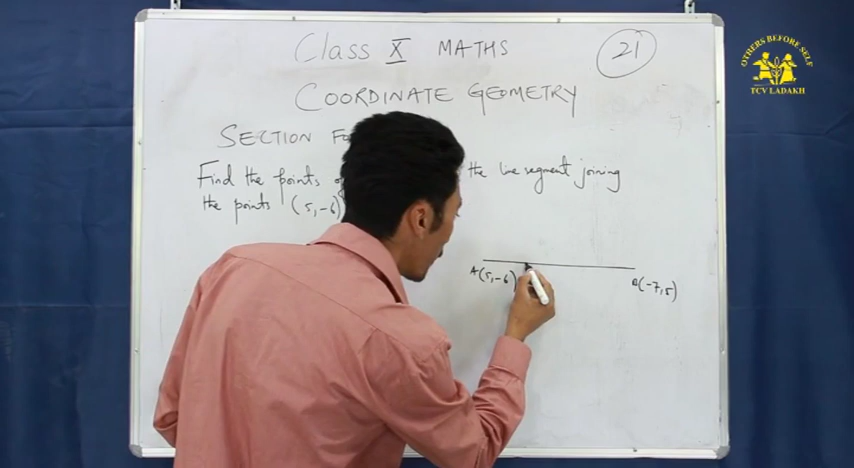 Class X MATHS
21
COORDINATE GEOMETRY
SECTION
Find the points the line segment joining
the points (5,-6)
A(5,-6)
B(-7,5)
OTHERS BEFORE SELF
TCV LADAKH